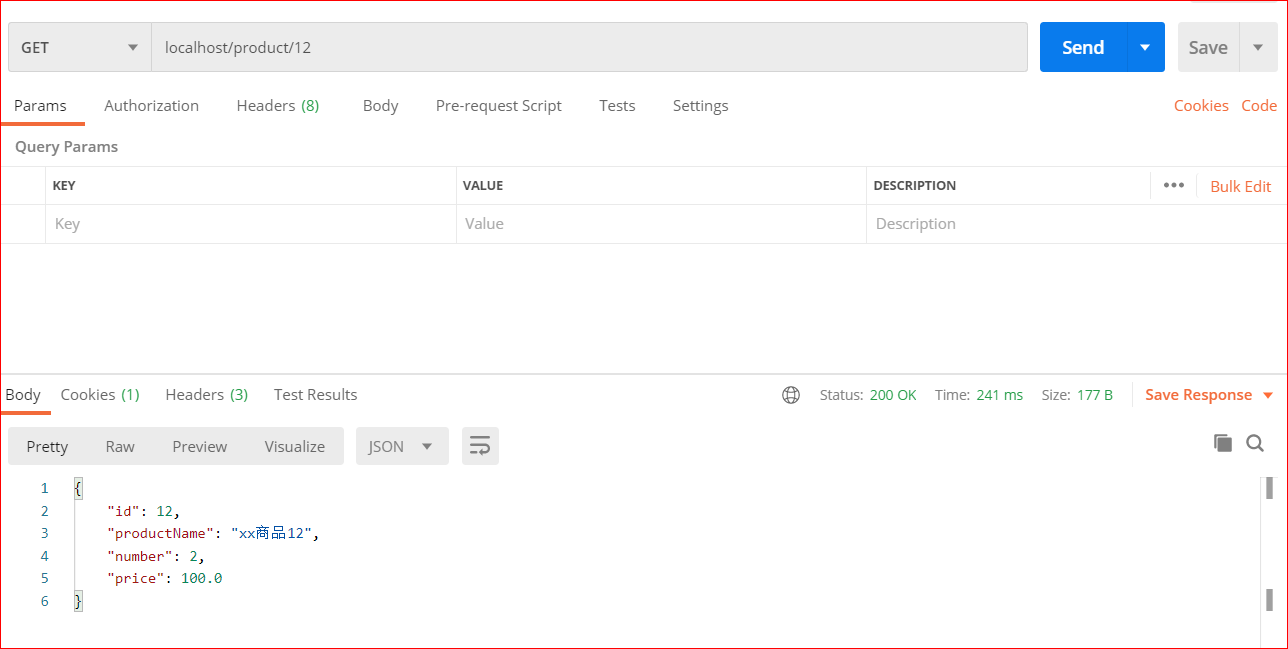 GET localhost/product/12 Send Save
Params Authorization Headers (8) Body Pre-request Script Tests Settings Cookies Code
Query Params
KEY VALUE DESCRIPTION ••• Bulk Edit
Key Value Description
Body Cookies (1) Headers (3) Test Results Status: 200 OK Time: 241 ms Size: 177 B Save Response
Pretty Raw Preview Visualize JSON
1 {
2 "id": 12,
3 "productName": "xx商品12",
4 "number": 2,
5 "price": 100.0
6 }